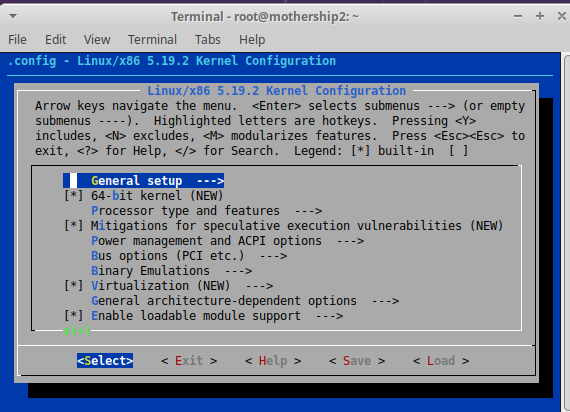 Terminal - root@mothership2: ~
File Edit View Terminal Tabs Help
.config - Linux/x86 5.19.2 Kernel Configuration
Linux/x86 5.19.2 Kernel Configuration
Arrow keys navigate the menu. <Enter> selects submenus ---> (or empty
submenus ----). Highlighted letters are hotkeys. Pressing <Y>
includes, <N> excludes, <M> modularizes features. Press <Esc><Esc> to
exit, <?> for Help, </> for Search. Legend: [*] built-in [ ]
General setup --->
[*] 64-bit kernel (NEW)
Processor type and features --->
[*] Mitigations for speculative execution vulnerabilities (NEW)
Power management and ACPI options --->
Bus options (PCI etc.) --->
Binary Emulations --->
[*] Virtualization (NEW) --->
General architecture-dependent options --->
[*] Enable loadable module support --->
v(+)
<Select> < Exit > < Help > < Save > < Load >